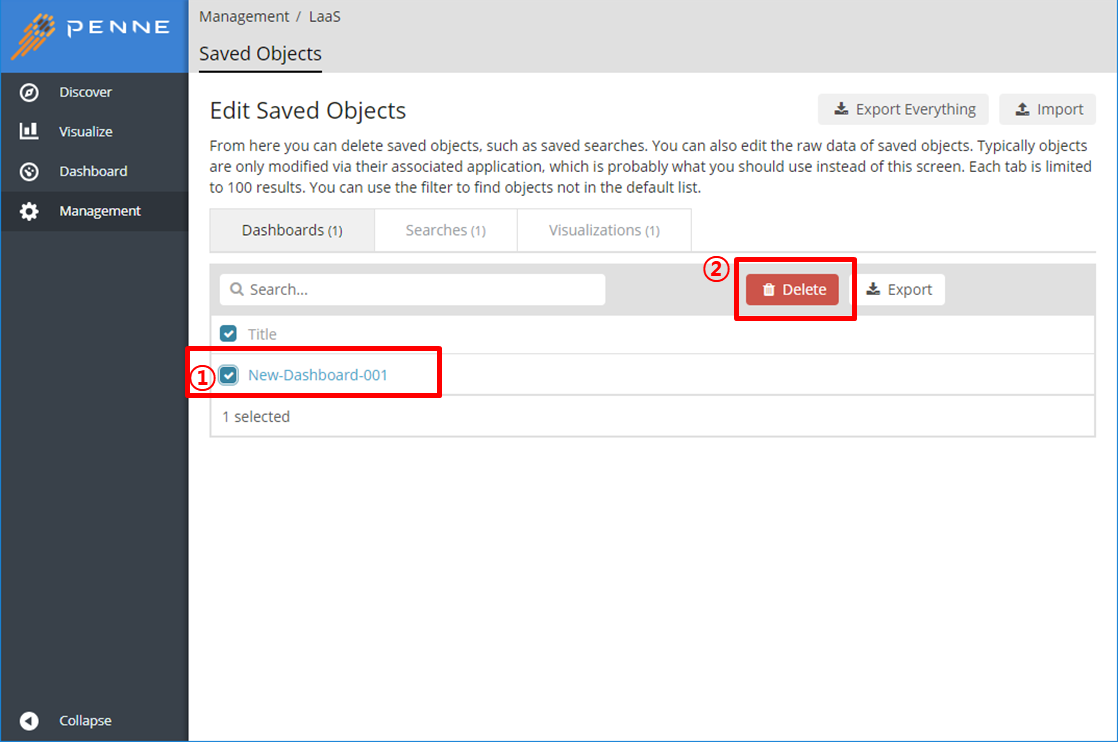 PENNE
Management / LaaS
Saved Objects
Discover
Visualize
Dashboard
Management
Edit Saved Objects
Export Everything
Import
From here you can delete saved objects, such as saved searches. You can also edit the raw data of saved objects. Typically objects
are only modified via their associated application, which is probably what you should use instead of this screen. Each tab is limited
to 100 results. You can use the filter to find objects not in the default list.
Dashboards (1)
Searches (1)
Visualizations (1)
Search...
②
Delete
Export
Title
①
New-Dashboard-001
1 selected
Collapse